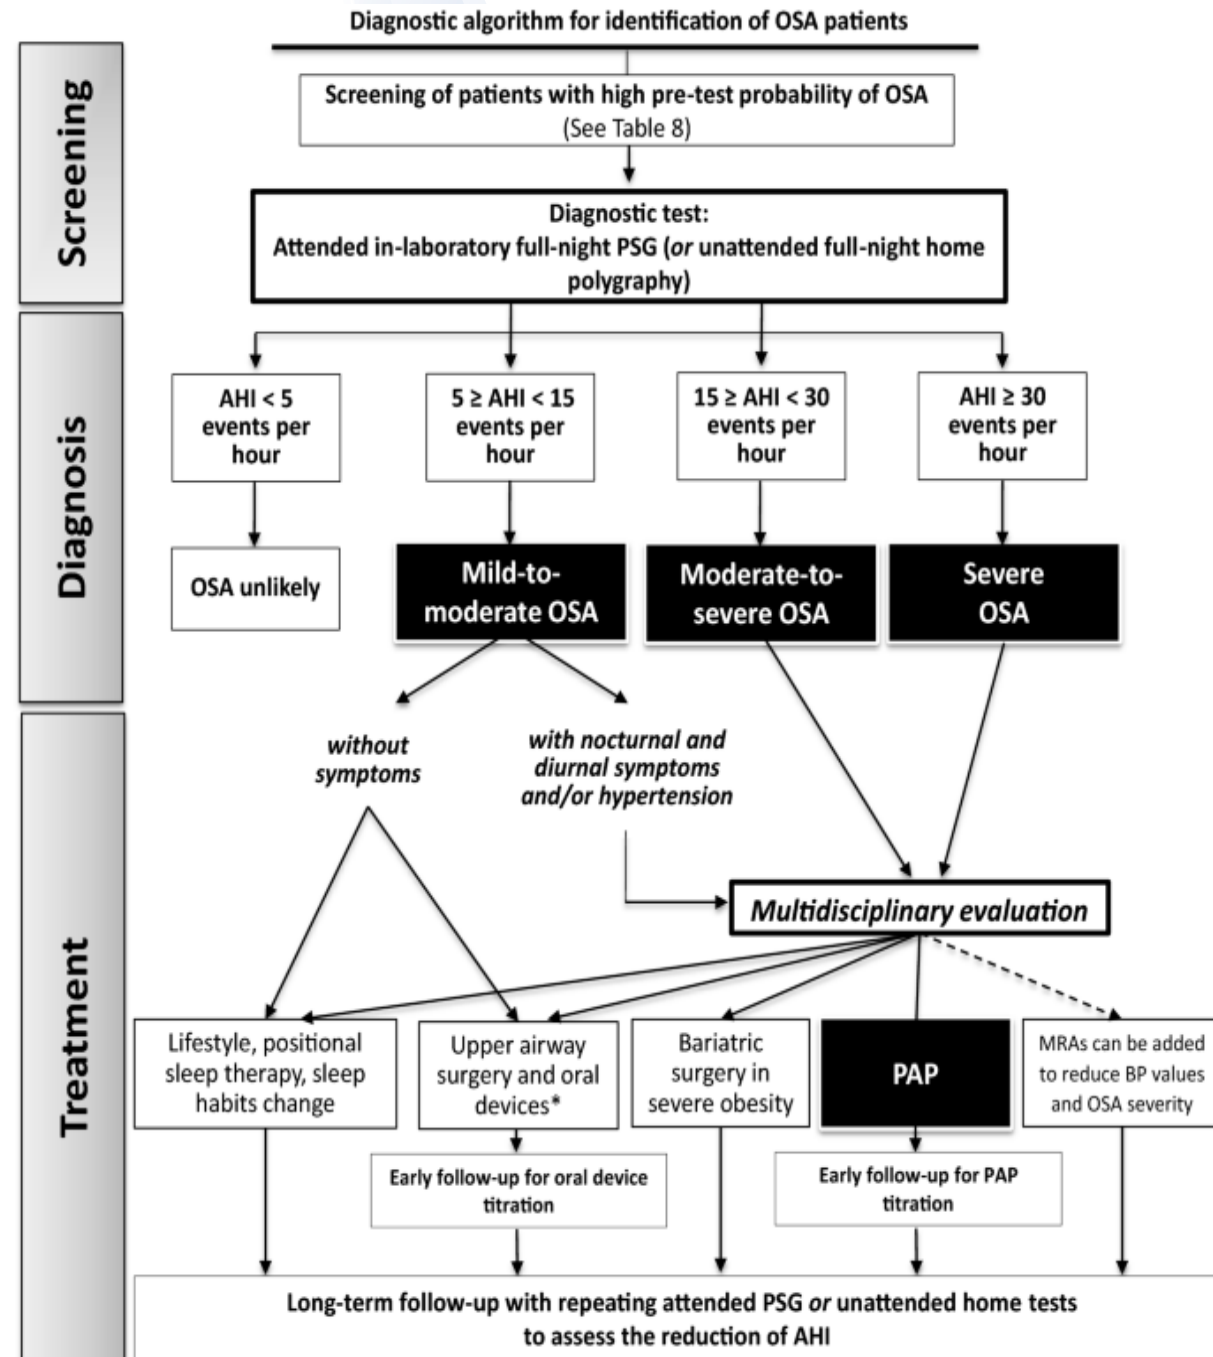 Diagnostic algorithm for identification of OSA patients
Screening
Screening of patients with high pre-test probability of OSA
(See Table 8)
Diagnostic test:
Attended in-laboratory full-night PSG (or unattended full-night home
polygraphy)
Diagnosis
AHI < 5
events per
hour
5 ≥ AHI < 15
events per
hour
15 ≥ AHI < 30
events per
hour
AHI ≥ 30
events per
hour
OSA unlikely
Mild-to-
moderate OSA
Moderate-to-
severe OSA
Severe
OSA
without
symptoms
with nocturnal and
diurnal symptoms
and/or hypertension
Treatment
Multidisciplinary evaluation
Lifestyle, positional
sleep therapy, sleep
habits change
Upper airway
surgery and oral
devices*
Bariatric
surgery in
severe obesity
PAP
MRAs can be added
to reduce BP values
and OSA severity
Early follow-up for oral device
titration
Early follow-up for PAP
titration
Long-term follow-up with repeating attended PSG or unattended home tests
to assess the reduction of AHI